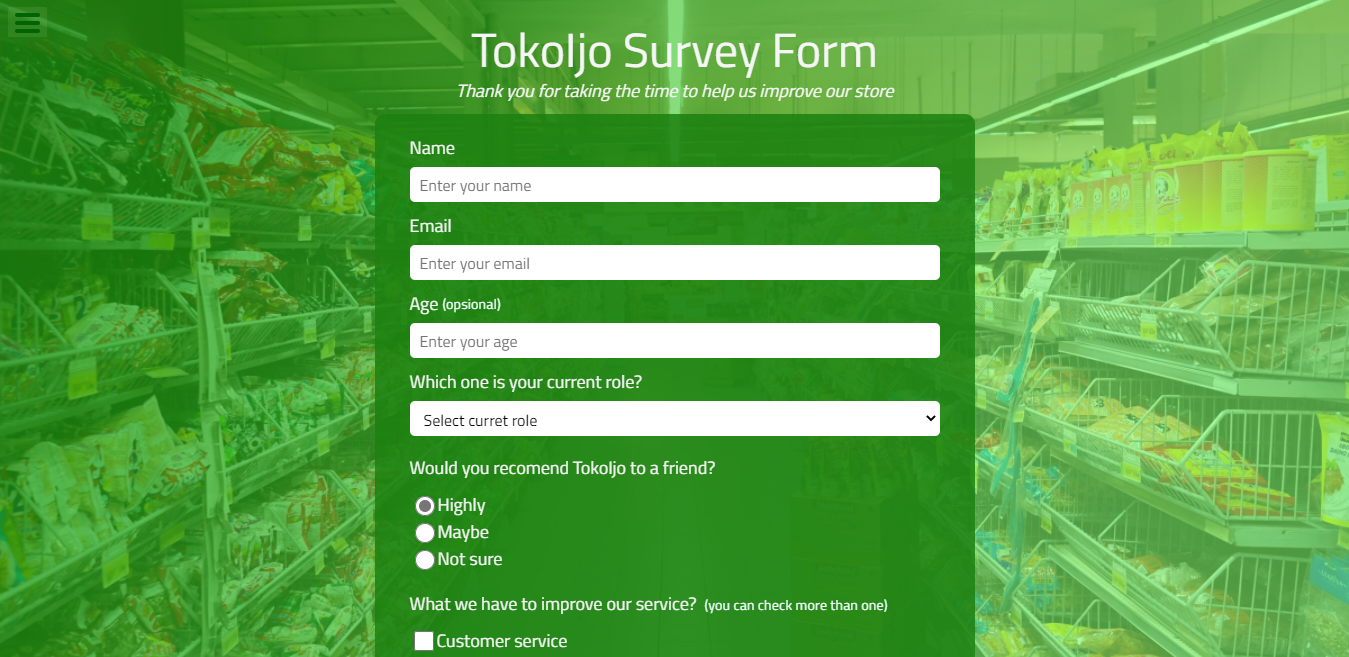 TokoIjo Survey Form
Thank you for taking the time to help us improve our store
Name
Enter your name
Email
Enter your email
Age (opsional)
Enter your age
Which one is your current role?
Select curret role
Would you recomend TokoIjo to a friend?
Highly
Maybe
Not sure
What we have to improve our service? (you can check more than one)
Customer service